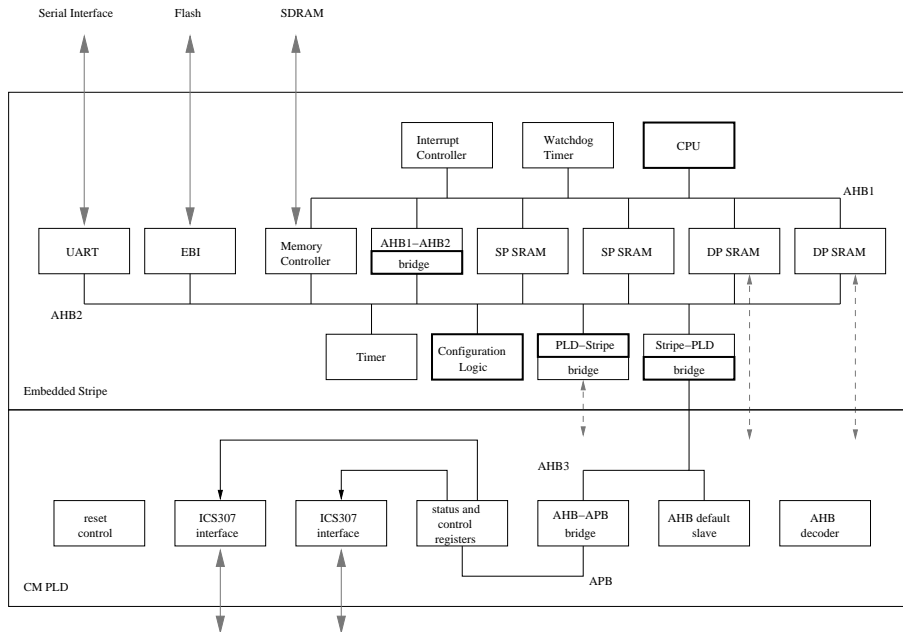 Serial Interface
Flash
SDRAM
Interrupt
Controller
Watchdog
Timer
CPU
AHB1
UART
EBI
Memory
Controller
AHB1−AHB2
bridge
SP SRAM
SP SRAM
DP SRAM
DP SRAM
AHB2
Timer
Configuration
Logic
PLD−Stripe
bridge
Stripe−PLD
bridge
Embedded Stripe
AHB3
reset
control
ICS307
interface
ICS307
interface
status and
control
registers
AHB−APB
bridge
AHB default
slave
AHB
decoder
APB
CM PLD